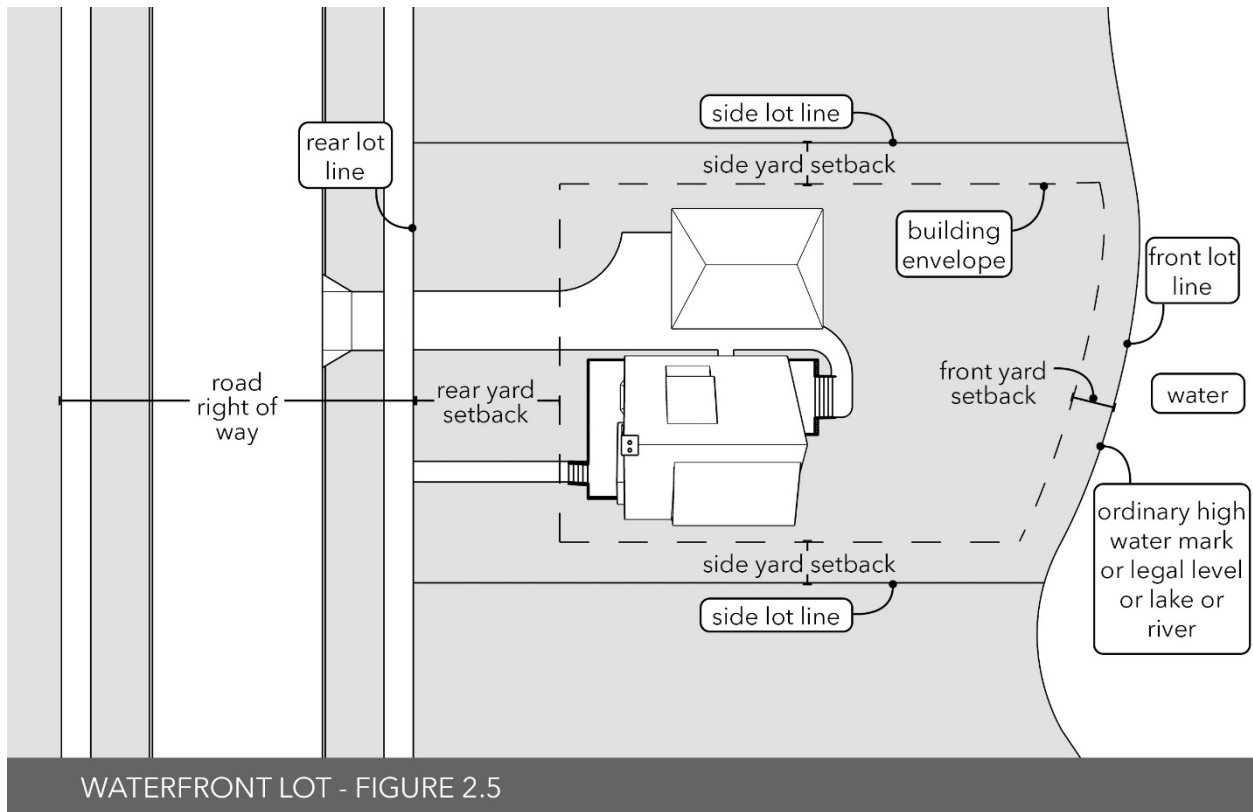 side lot line
rear lot
line
side yard setback
building
envelope
front lot
line
road
right of
way
rear yard
setback
front yard
setback
water
ordinary high
water mark
or legal level
or lake or
river
side yard setback
side lot line
WATERFRONT LOT - FIGURE 2.5